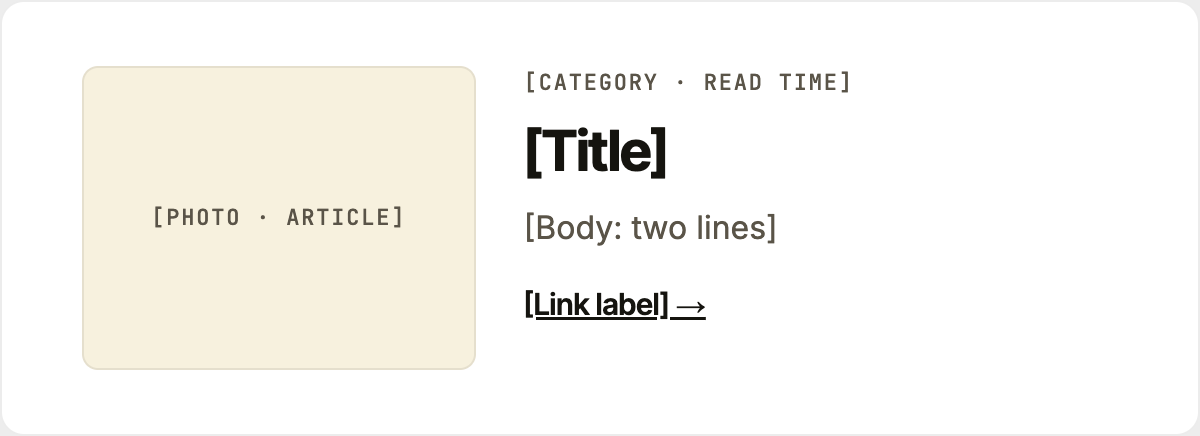 [PHOTO · ARTICLE]
[CATEGORY · READ TIME]
[Title]
[Body: two lines]
[Link label] →